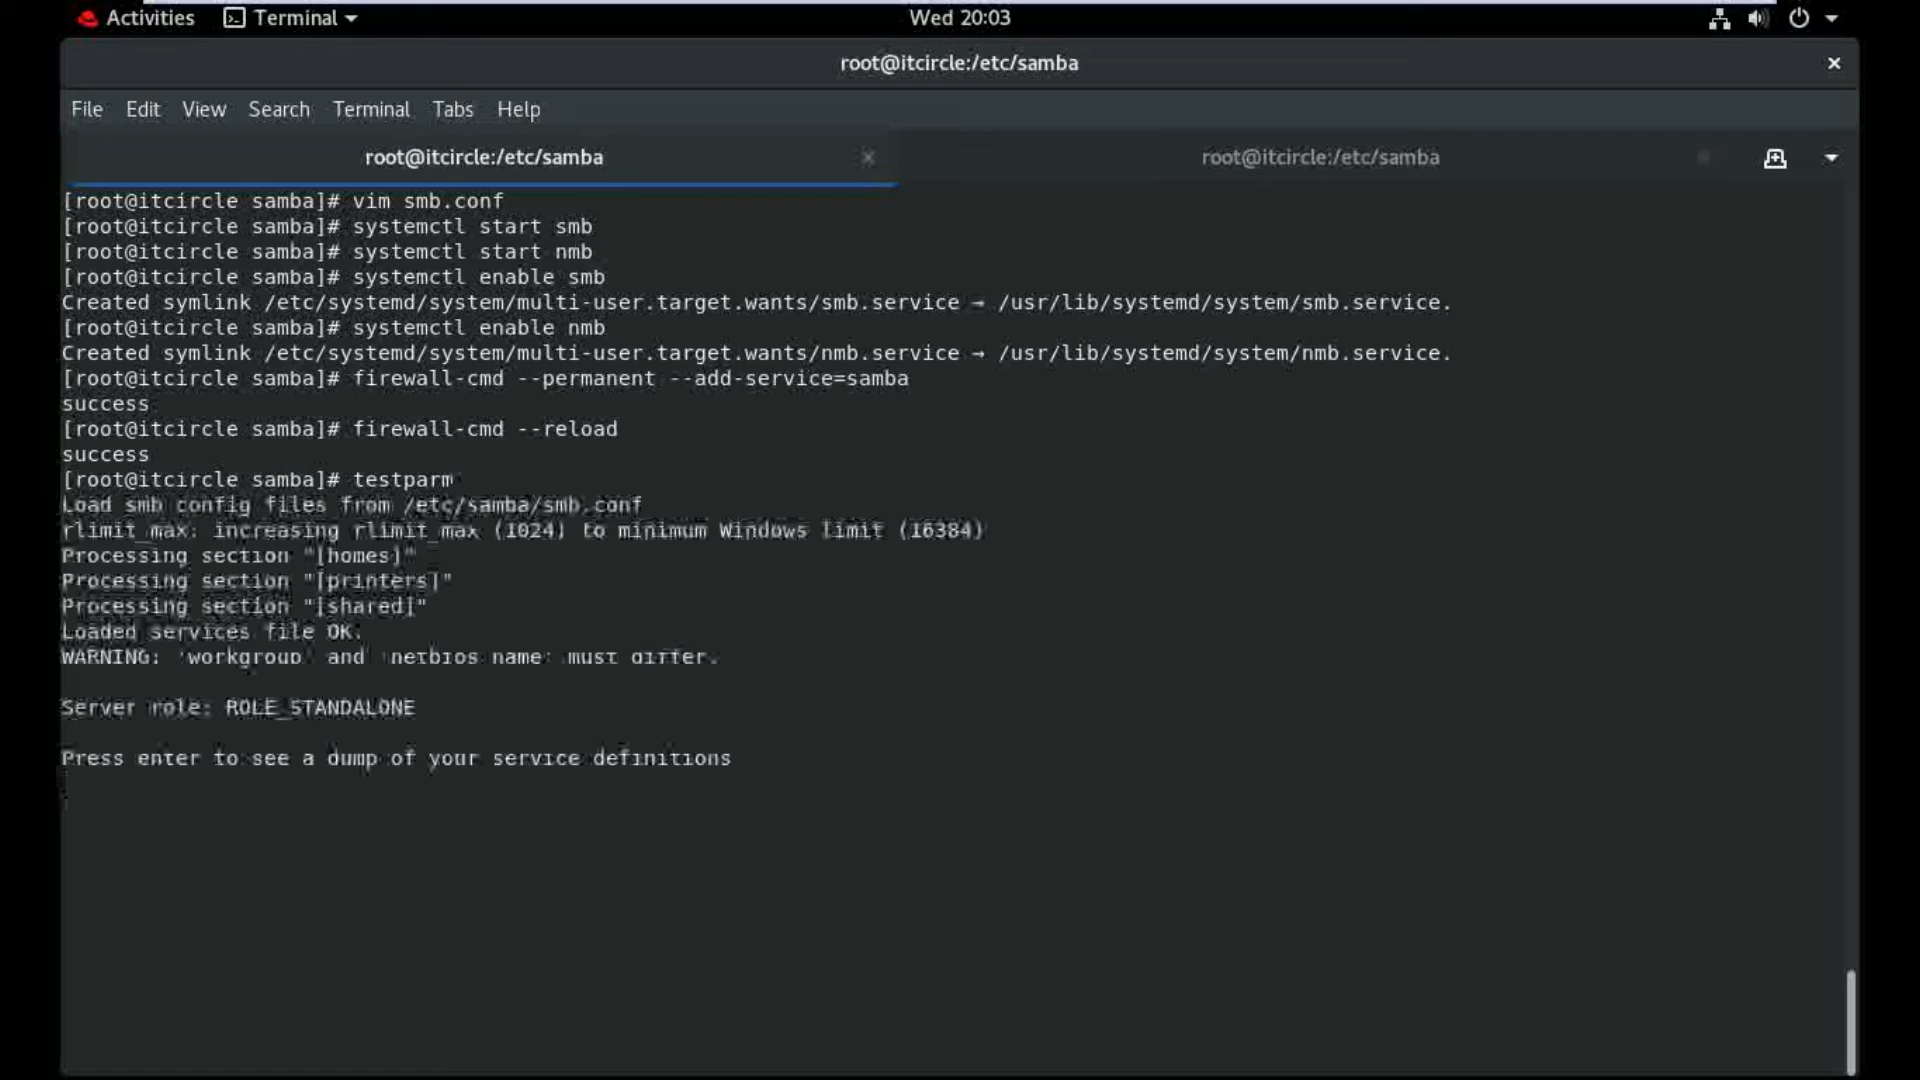 Activities Terminal Wed 20:03
root@itcircle:/etc/samba
File Edit View Search Terminal Tabs Help
root@itcircle:/etc/samba root@itcircle:/etc/samba
[root@itcircle samba]# vim smb.conf
[root@itcircle samba]# systemctl start smb
[root@itcircle samba]# systemctl start nmb
[root@itcircle samba]# systemctl enable smb
Created symlink /etc/systemd/system/multi-user.target.wants/smb.service → /usr/lib/systemd/system/smb.service.
[root@itcircle samba]# systemctl enable nmb
Created symlink /etc/systemd/system/multi-user.target.wants/nmb.service → /usr/lib/systemd/system/nmb.service.
[root@itcircle samba]# firewall-cmd --permanent --add-service=samba
success
[root@itcircle samba]# firewall-cmd --reload
success
[root@itcircle samba]# testparm
Load smb config files from /etc/samba/smb.conf
rlimit_max: increasing rlimit_max (1024) to minimum Windows limit (16384)
Processing section "[homes]"
Processing section "[printers]"
Processing section "[shared]"
Loaded services file OK.
WARNING: 'workgroup' and 'netbios name' must differ.
Server role: ROLE_STANDALONE
Press enter to see a dump of your service definitions